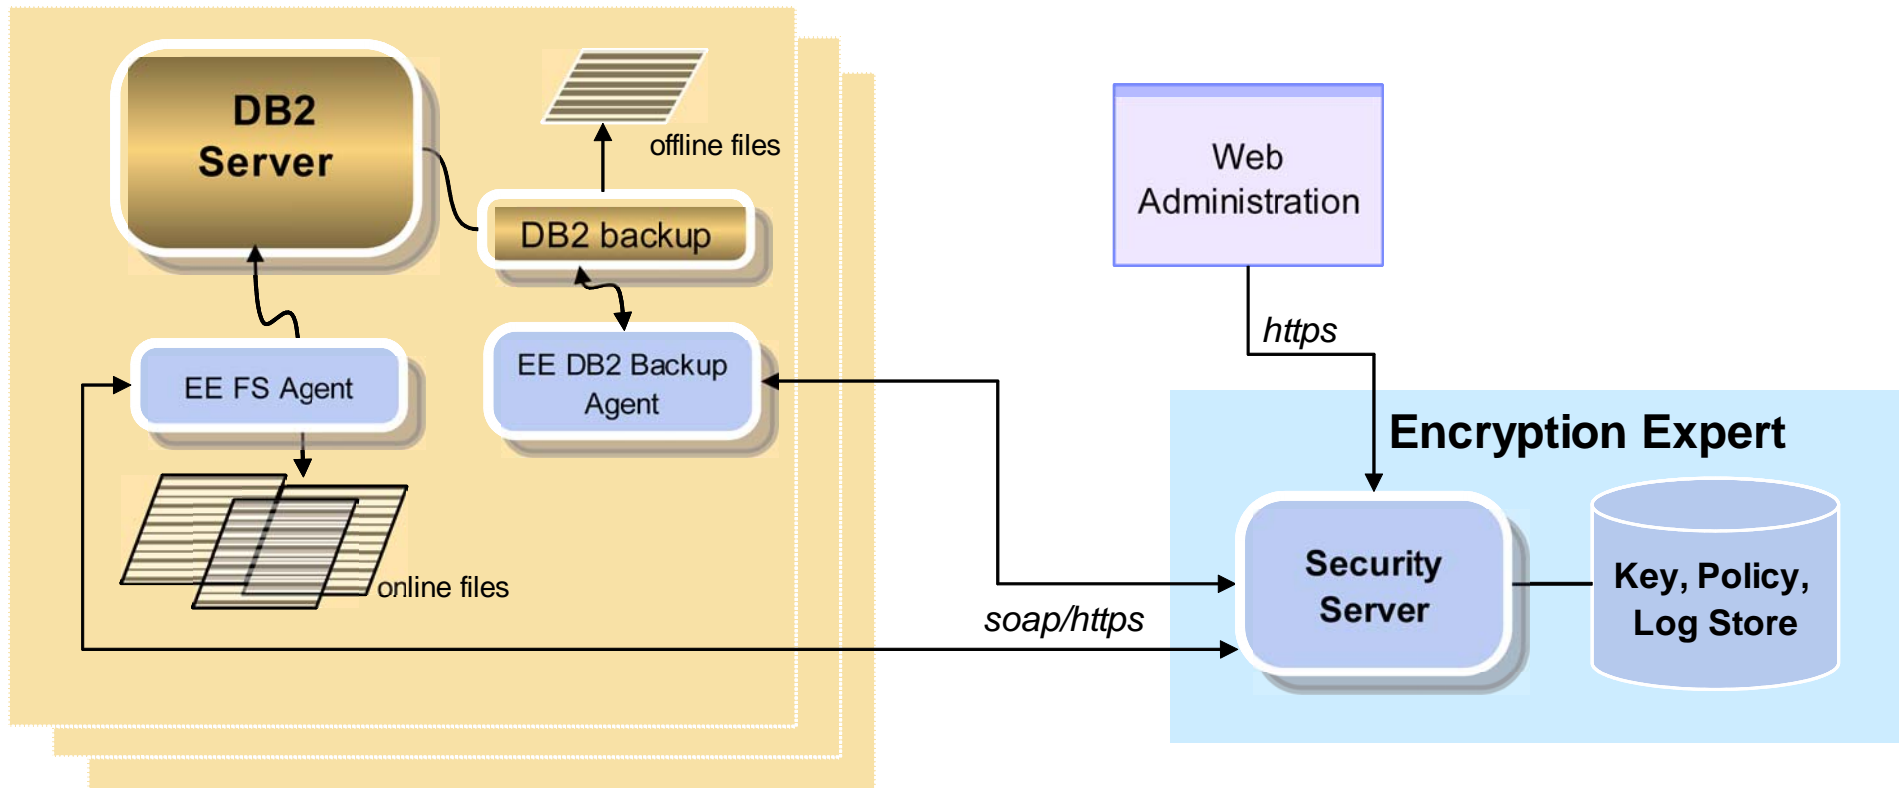 DB2
Server
offline files
DB2 backup
EE FS Agent
EE DB2 Backup
Agent
online files
Web
Administration
https
soap/https
Encryption Expert
Security
Server
Key, Policy,
Log Store